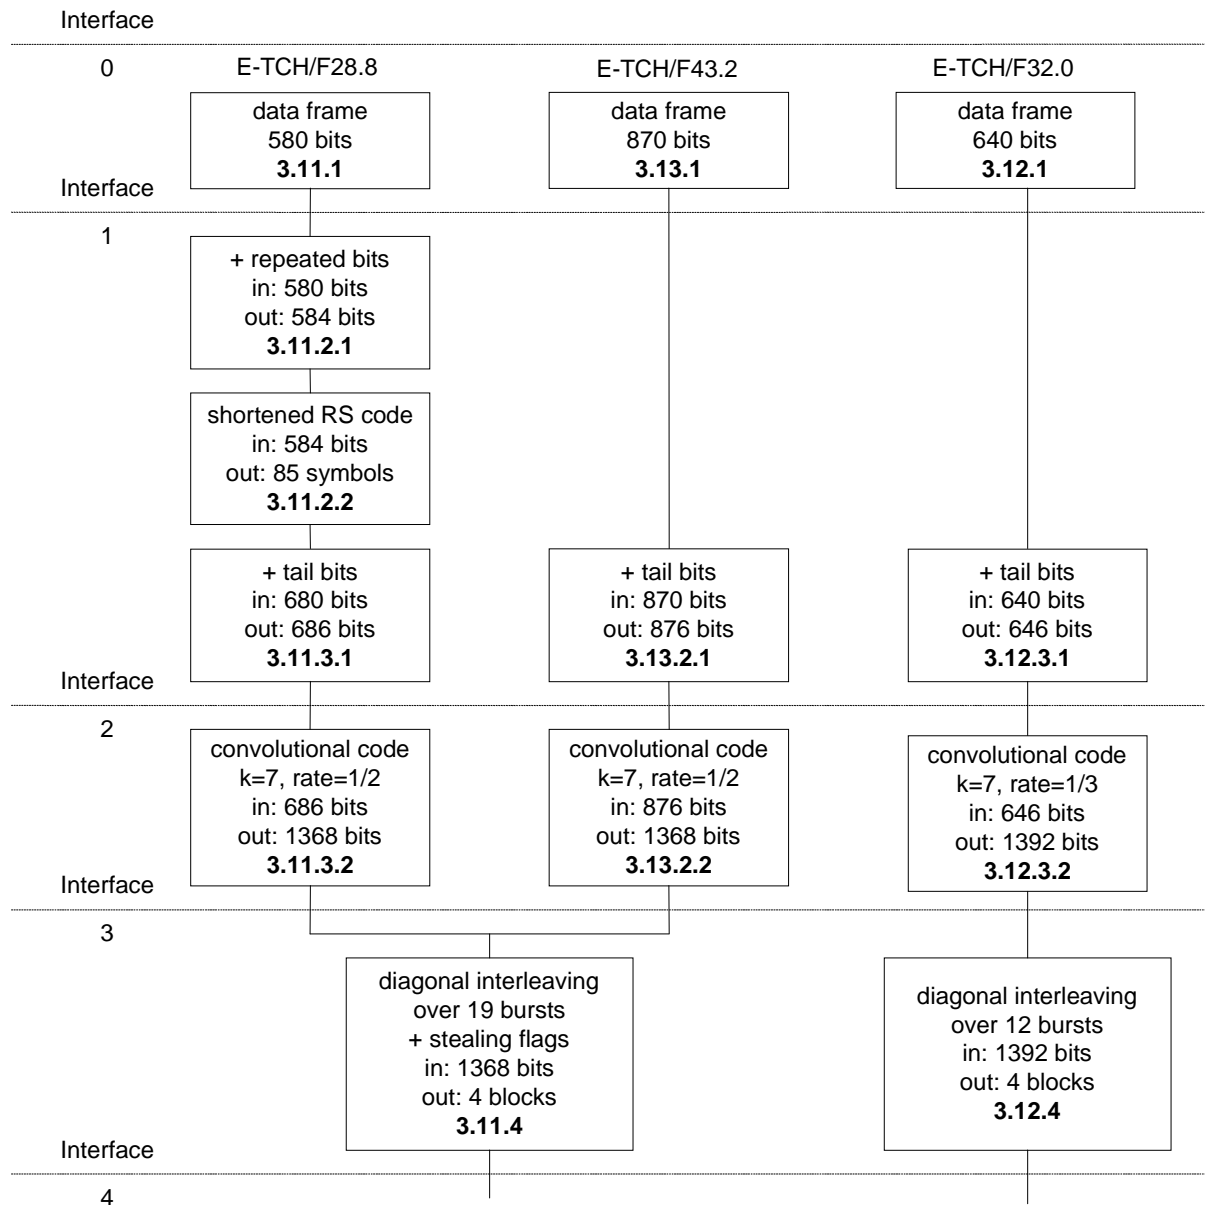 Interface
0
E-TCH/F28.8
E-TCH/F43.2
E-TCH/F32.0
data frame
580 bits
3.11.1
data frame
870 bits
3.13.1
data frame
640 bits
3.12.1
Interface
1
+ repeated bits
in: 580 bits
out: 584 bits
3.11.2.1
shortened RS code
in: 584 bits
out: 85 symbols
3.11.2.2
+ tail bits
in: 680 bits
out: 686 bits
3.11.3.1
+ tail bits
in: 870 bits
out: 876 bits
3.13.2.1
+ tail bits
in: 640 bits
out: 646 bits
3.12.3.1
Interface
2
convolutional code
k=7, rate=1/2
in: 686 bits
out: 1368 bits
3.11.3.2
convolutional code
k=7, rate=1/2
in: 876 bits
out: 1368 bits
3.13.2.2
convolutional code
k=7, rate=1/3
in: 646 bits
out: 1392 bits
3.12.3.2
Interface
3
diagonal interleaving
over 19 bursts
+ stealing flags
in: 1368 bits
out: 4 blocks
3.11.4
diagonal interleaving
over 12 bursts
in: 1392 bits
out: 4 blocks
3.12.4
Interface
4